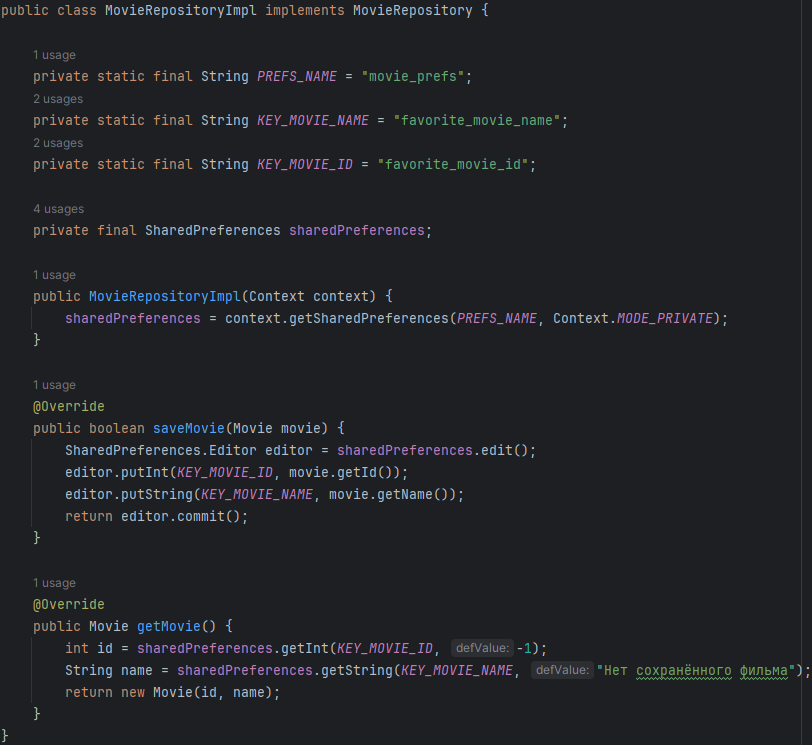 public class MovieRepositoryImpl implements MovieRepository {
1 usage
private static final String PREFS_NAME = "movie_prefs";
2 usages
private static final String KEY_MOVIE_NAME = "favorite_movie_name";
2 usages
private static final String KEY_MOVIE_ID = "favorite_movie_id";
4 usages
private final SharedPreferences sharedPreferences;
1 usage
public MovieRepositoryImpl(Context context) {
sharedPreferences = context.getSharedPreferences(PREFS_NAME, Context.MODE_PRIVATE);
}
1 usage
@Override
public boolean saveMovie(Movie movie) {
SharedPreferences.Editor editor = sharedPreferences.edit();
editor.putInt(KEY_MOVIE_ID, movie.getId());
editor.putString(KEY_MOVIE_NAME, movie.getName());
return editor.commit();
}
1 usage
@Override
public Movie getMovie() {
int id = sharedPreferences.getInt(KEY_MOVIE_ID, defValue: -1);
String name = sharedPreferences.getString(KEY_MOVIE_NAME, defValue: "Нет сохранённого фильма");
return new Movie(id, name);
}
}